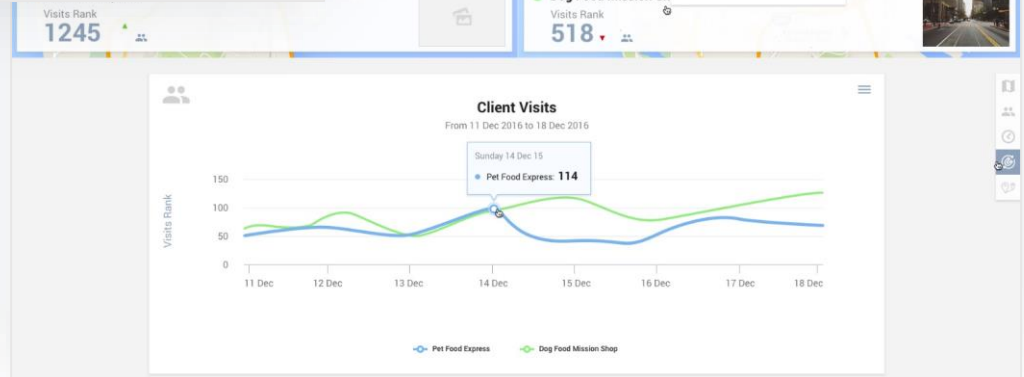 Visits Rank
1245
Visits Rank
518
Client Visits
From 11 Dec 2016 to 18 Dec 2016
Sunday 14 Dec 15
Pet Food Express: 114
Visits Rank
150
100
50
0
11 Dec 12 Dec 13 Dec 14 Dec 15 Dec 16 Dec 17 Dec 18 Dec
Pet Food Express Dog Food Mission Shop